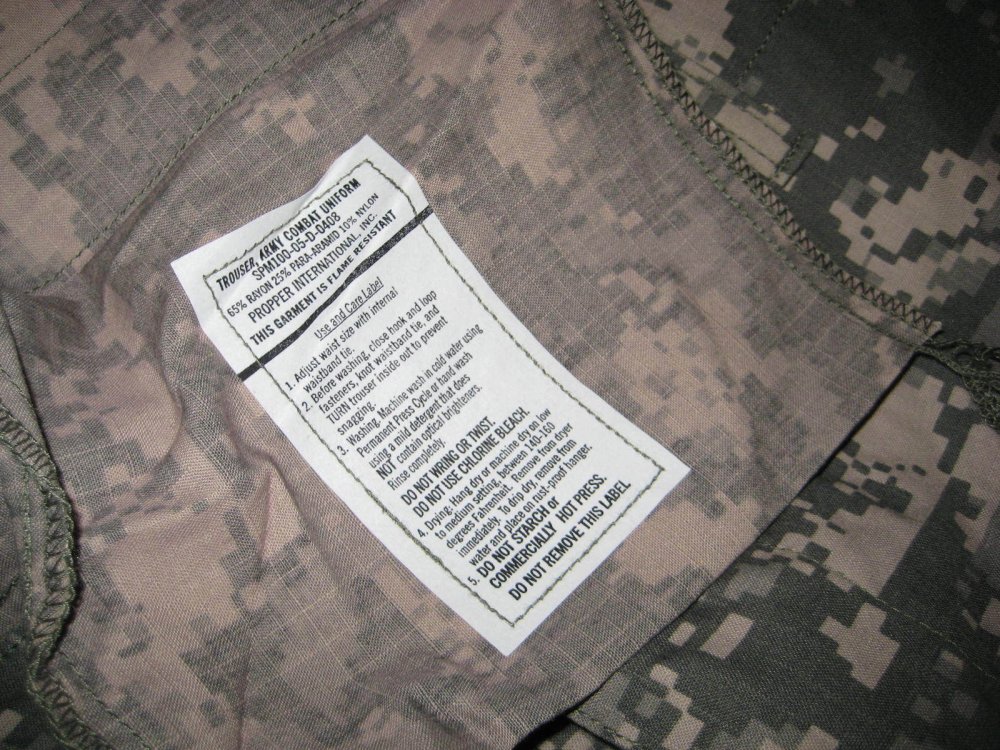 TROUSER, ARMY COMBAT UNIFORM
SPM100-05-D-0408
65% RAYON 25% PARA-ARAMID 10% NYLON
PROPPER INTERNATIONAL, INC.
THIS GARMENT IS FLAME RESISTANT
Use and Care Label
1. Adjust waist size with internal
waistband tie.
2. Before washing, close hook and loop
fasteners, knot waistband tie, and
TURN trouser inside out to prevent
snagging.
3. Washing: Machine wash in cold water using
Permanent Press Cycle or hand wash
using a mild detergent that does
NOT contain optical brighteners.
Rinse completely.
DO NOT WRING OR TWIST.
DO NOT USE CHLORINE BLEACH.
4. Drying: Hang dry or machine dry on low
to medium setting, between 140-160
degrees Fahrenheit. Remove from dryer
immediately. To drip dry, remove from
water and place on rust-proof hanger.
5. DO NOT STARCH or
COMMERCIALLY HOT PRESS.
DO NOT REMOVE THIS LABEL